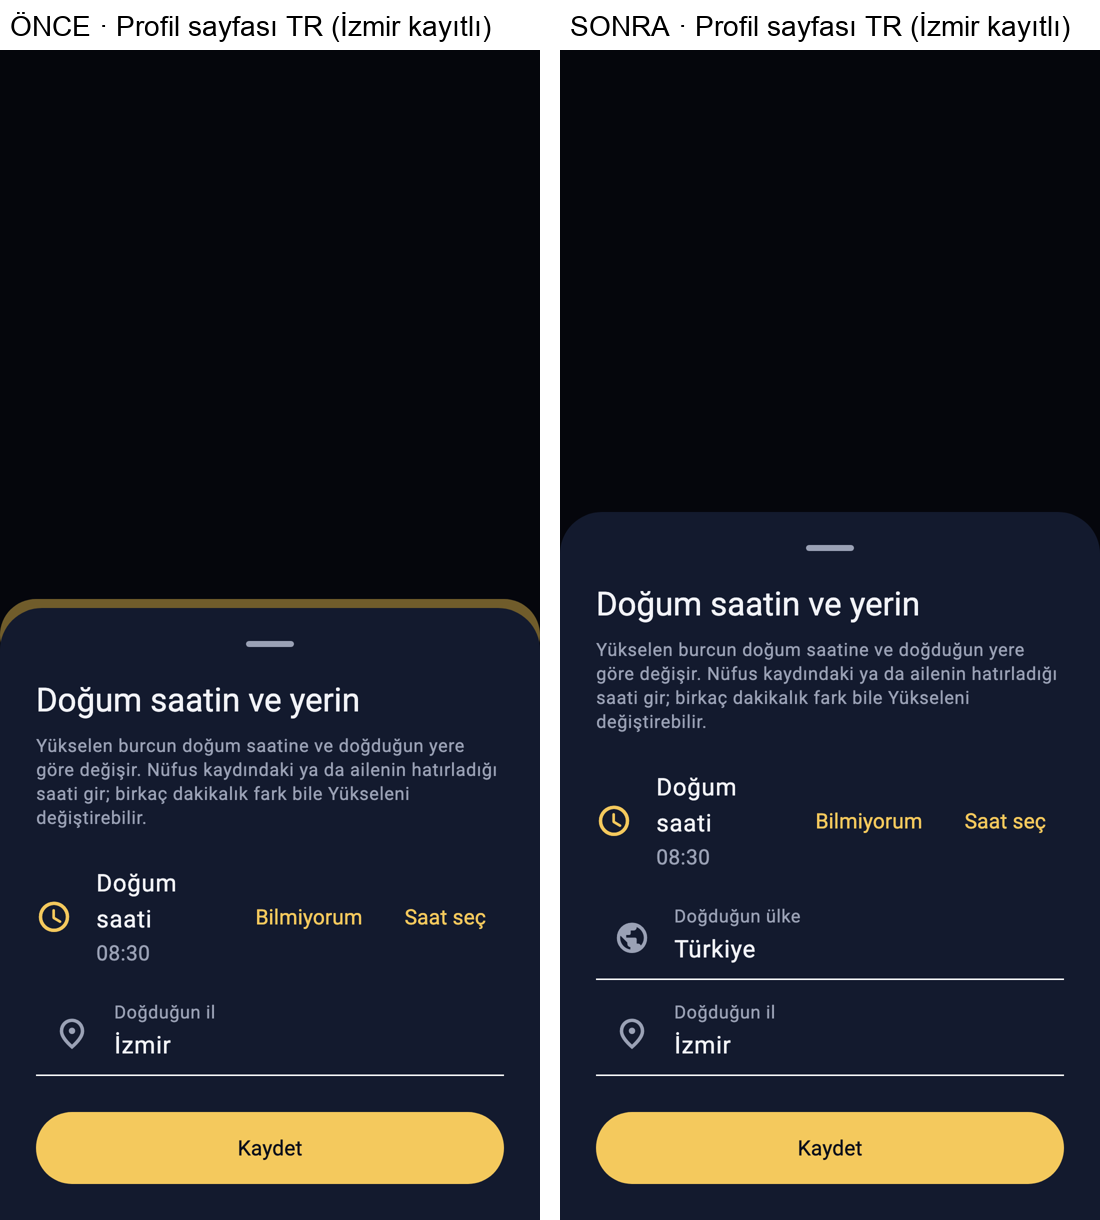 ÖNCE · Profil sayfası TR (İzmir kayıtlı)
Doğum saatin ve yerin
Yükselen burcun doğum saatine ve doğduğun yere
göre değişir. Nüfus kaydındaki ya da ailenin hatırladığı
saati gir; birkaç dakikalık fark bile Yükseleni
değiştirebilir.
Doğum
saati
08:30
Bilmiyorum
Saat seç
Doğduğun il
İzmir
Kaydet
SONRA · Profil sayfası TR (İzmir kayıtlı)
Doğum saatin ve yerin
Yükselen burcun doğum saatine ve doğduğun yere
göre değişir. Nüfus kaydındaki ya da ailenin hatırladığı
saati gir; birkaç dakikalık fark bile Yükseleni
değiştirebilir.
Doğum
saati
08:30
Bilmiyorum
Saat seç
Doğduğun ülke
Türkiye
Doğduğun il
İzmir
Kaydet